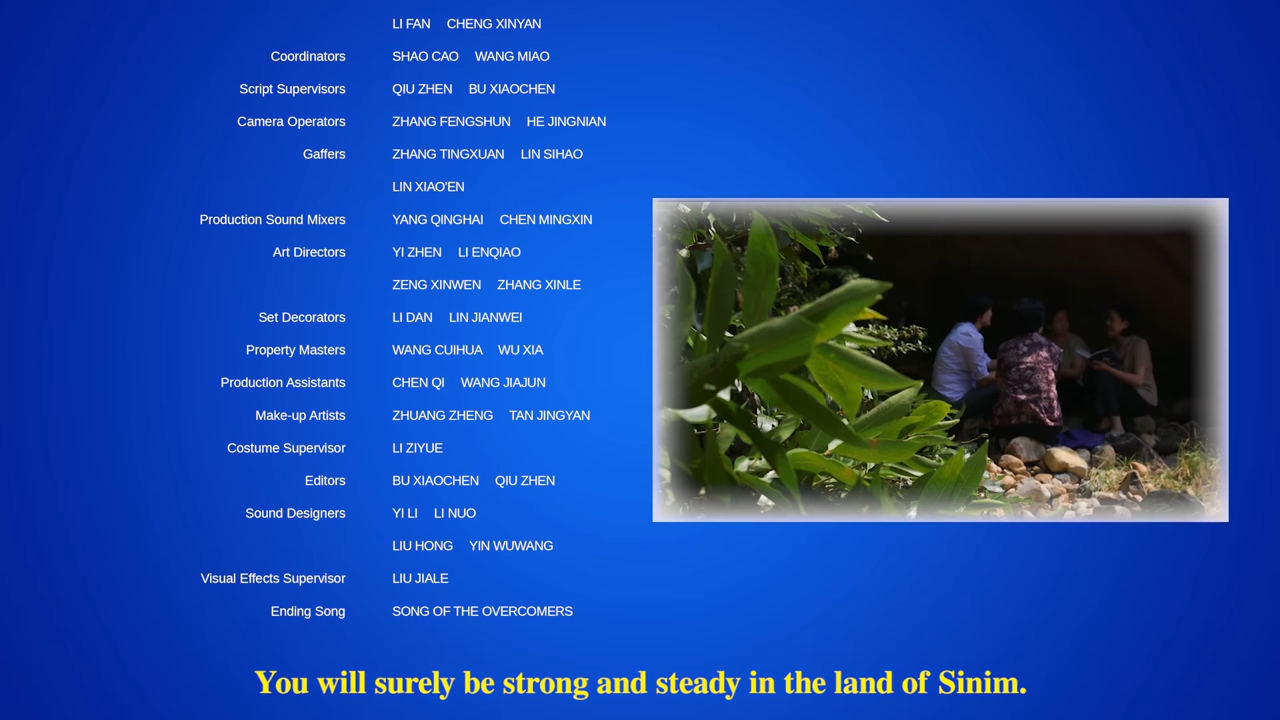 LI FAN CHENG XINYAN
Coordinators SHAO CAO WANG MIAO
Script Supervisors QIU ZHEN BU XIAOCHEN
Camera Operators ZHANG FENGSHUN HE JINGNIAN
Gaffers ZHANG TINGXUAN LIN SIHAO
LIN XIAO'EN
Production Sound Mixers YANG QINGHAI CHEN MINGXIN
Art Directors YI ZHEN LI ENQIAO
ZENG XINWEN ZHANG XINLE
Set Decorators LI DAN LIN JIANWEI
Property Masters WANG CUIHUA WU XIA
Production Assistants CHEN QI WANG JIAJUN
Make-up Artists ZHUANG ZHENG TAN JINGYAN
Costume Supervisor LI ZIYUE
Editors BU XIAOCHEN QIU ZHEN
Sound Designers YI LI LI NUO
LIU HONG YIN WUWANG
Visual Effects Supervisor LIU JIALE
Ending Song SONG OF THE OVERCOMERS
You will surely be strong and steady in the land of Sinim.